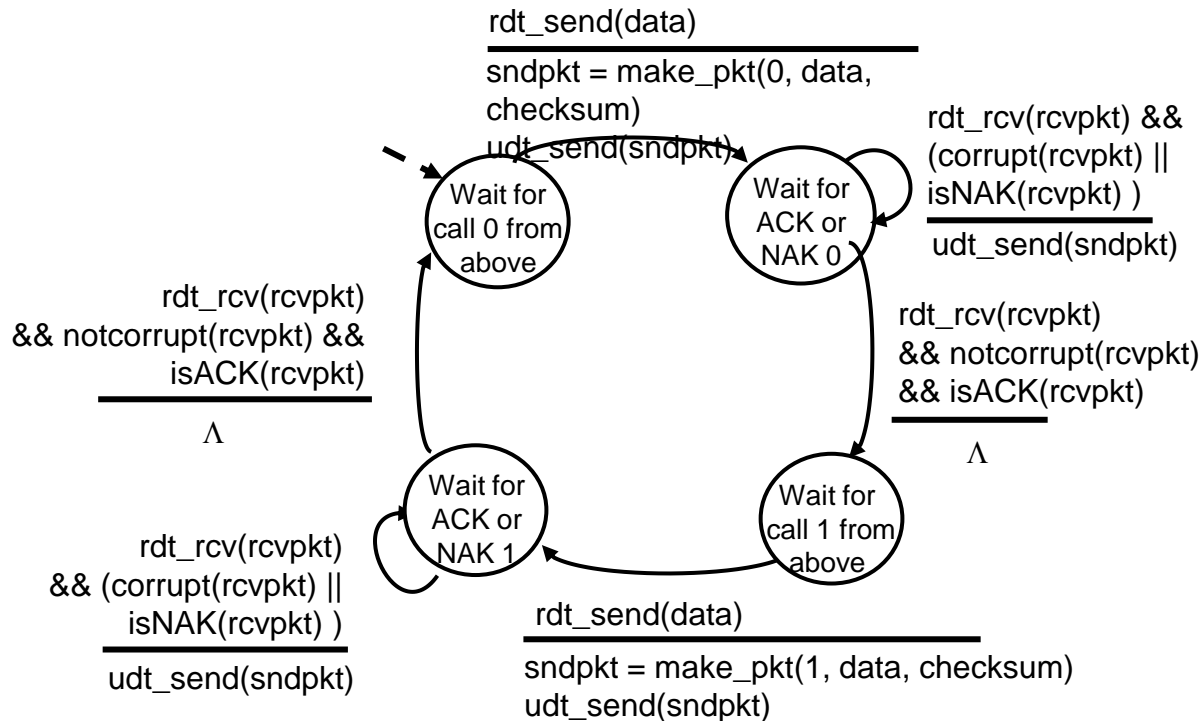 rdt_send(data)
sndpkt = make_pkt(0, data,
checksum)
udt_send(sndpkt)
rdt_rcv(rcvpkt) &&
(corrupt(rcvpkt) ||
isNAK(rcvpkt) )
udt_send(sndpkt)
Wait for
call 0 from
above
Wait for
ACK or
NAK 0
rdt_rcv(rcvpkt)
&& notcorrupt(rcvpkt) &&
isACK(rcvpkt)
Λ
rdt_rcv(rcvpkt)
&& notcorrupt(rcvpkt)
&& isACK(rcvpkt)
Λ
Wait for
ACK or
NAK 1
Wait for
call 1 from
above
rdt_rcv(rcvpkt)
&& (corrupt(rcvpkt) ||
isNAK(rcvpkt) )
udt_send(sndpkt)
rdt_send(data)
sndpkt = make_pkt(1, data, checksum)
udt_send(sndpkt)